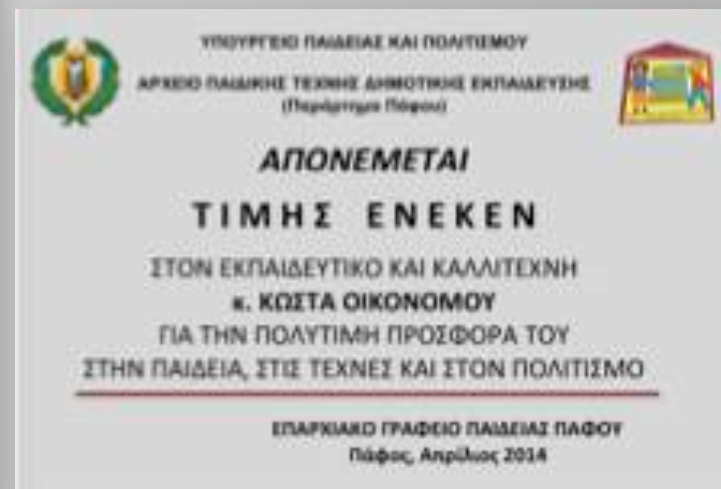 ΥΠΟΥΡΓΕΙΟ ΠΑΙΔΕΙΑΣ ΚΑΙ ΠΟΛΙΤΙΣΜΟΥ
ΑΡΧΕΙΟ ΠΑΙΔΙΚΗΣ ΤΕΧΝΗΣ ΔΗΜΟΤΙΚΗΣ ΕΚΠΑΙΔΕΥΣΗΣ
(Παράρτημα Πάφου)
ΑΠΟΝΕΜΕΤΑΙ
ΤΙΜΗΣ ΕΝΕΚΕΝ
ΣΤΟΝ ΕΚΠΑΙΔΕΥΤΙΚΟ ΚΑΙ ΚΑΛΛΙΤΕΧΝΗ
κ. ΚΩΣΤΑ ΟΙΚΟΝΟΜΟΥ
ΓΙΑ ΤΗΝ ΠΟΛΥΤΙΜΗ ΠΡΟΣΦΟΡΑ ΤΟΥ
ΣΤΗΝ ΠΑΙΔΕΙΑ, ΣΤΙΣ ΤΕΧΝΕΣ ΚΑΙ ΣΤΟΝ ΠΟΛΙΤΙΣΜΟ
ΕΠΑΡΧΙΑΚΟ ΓΡΑΦΕΙΟ ΠΑΙΔΕΙΑΣ ΠΑΦΟΥ
Πάφος, Απρίλιος 2014